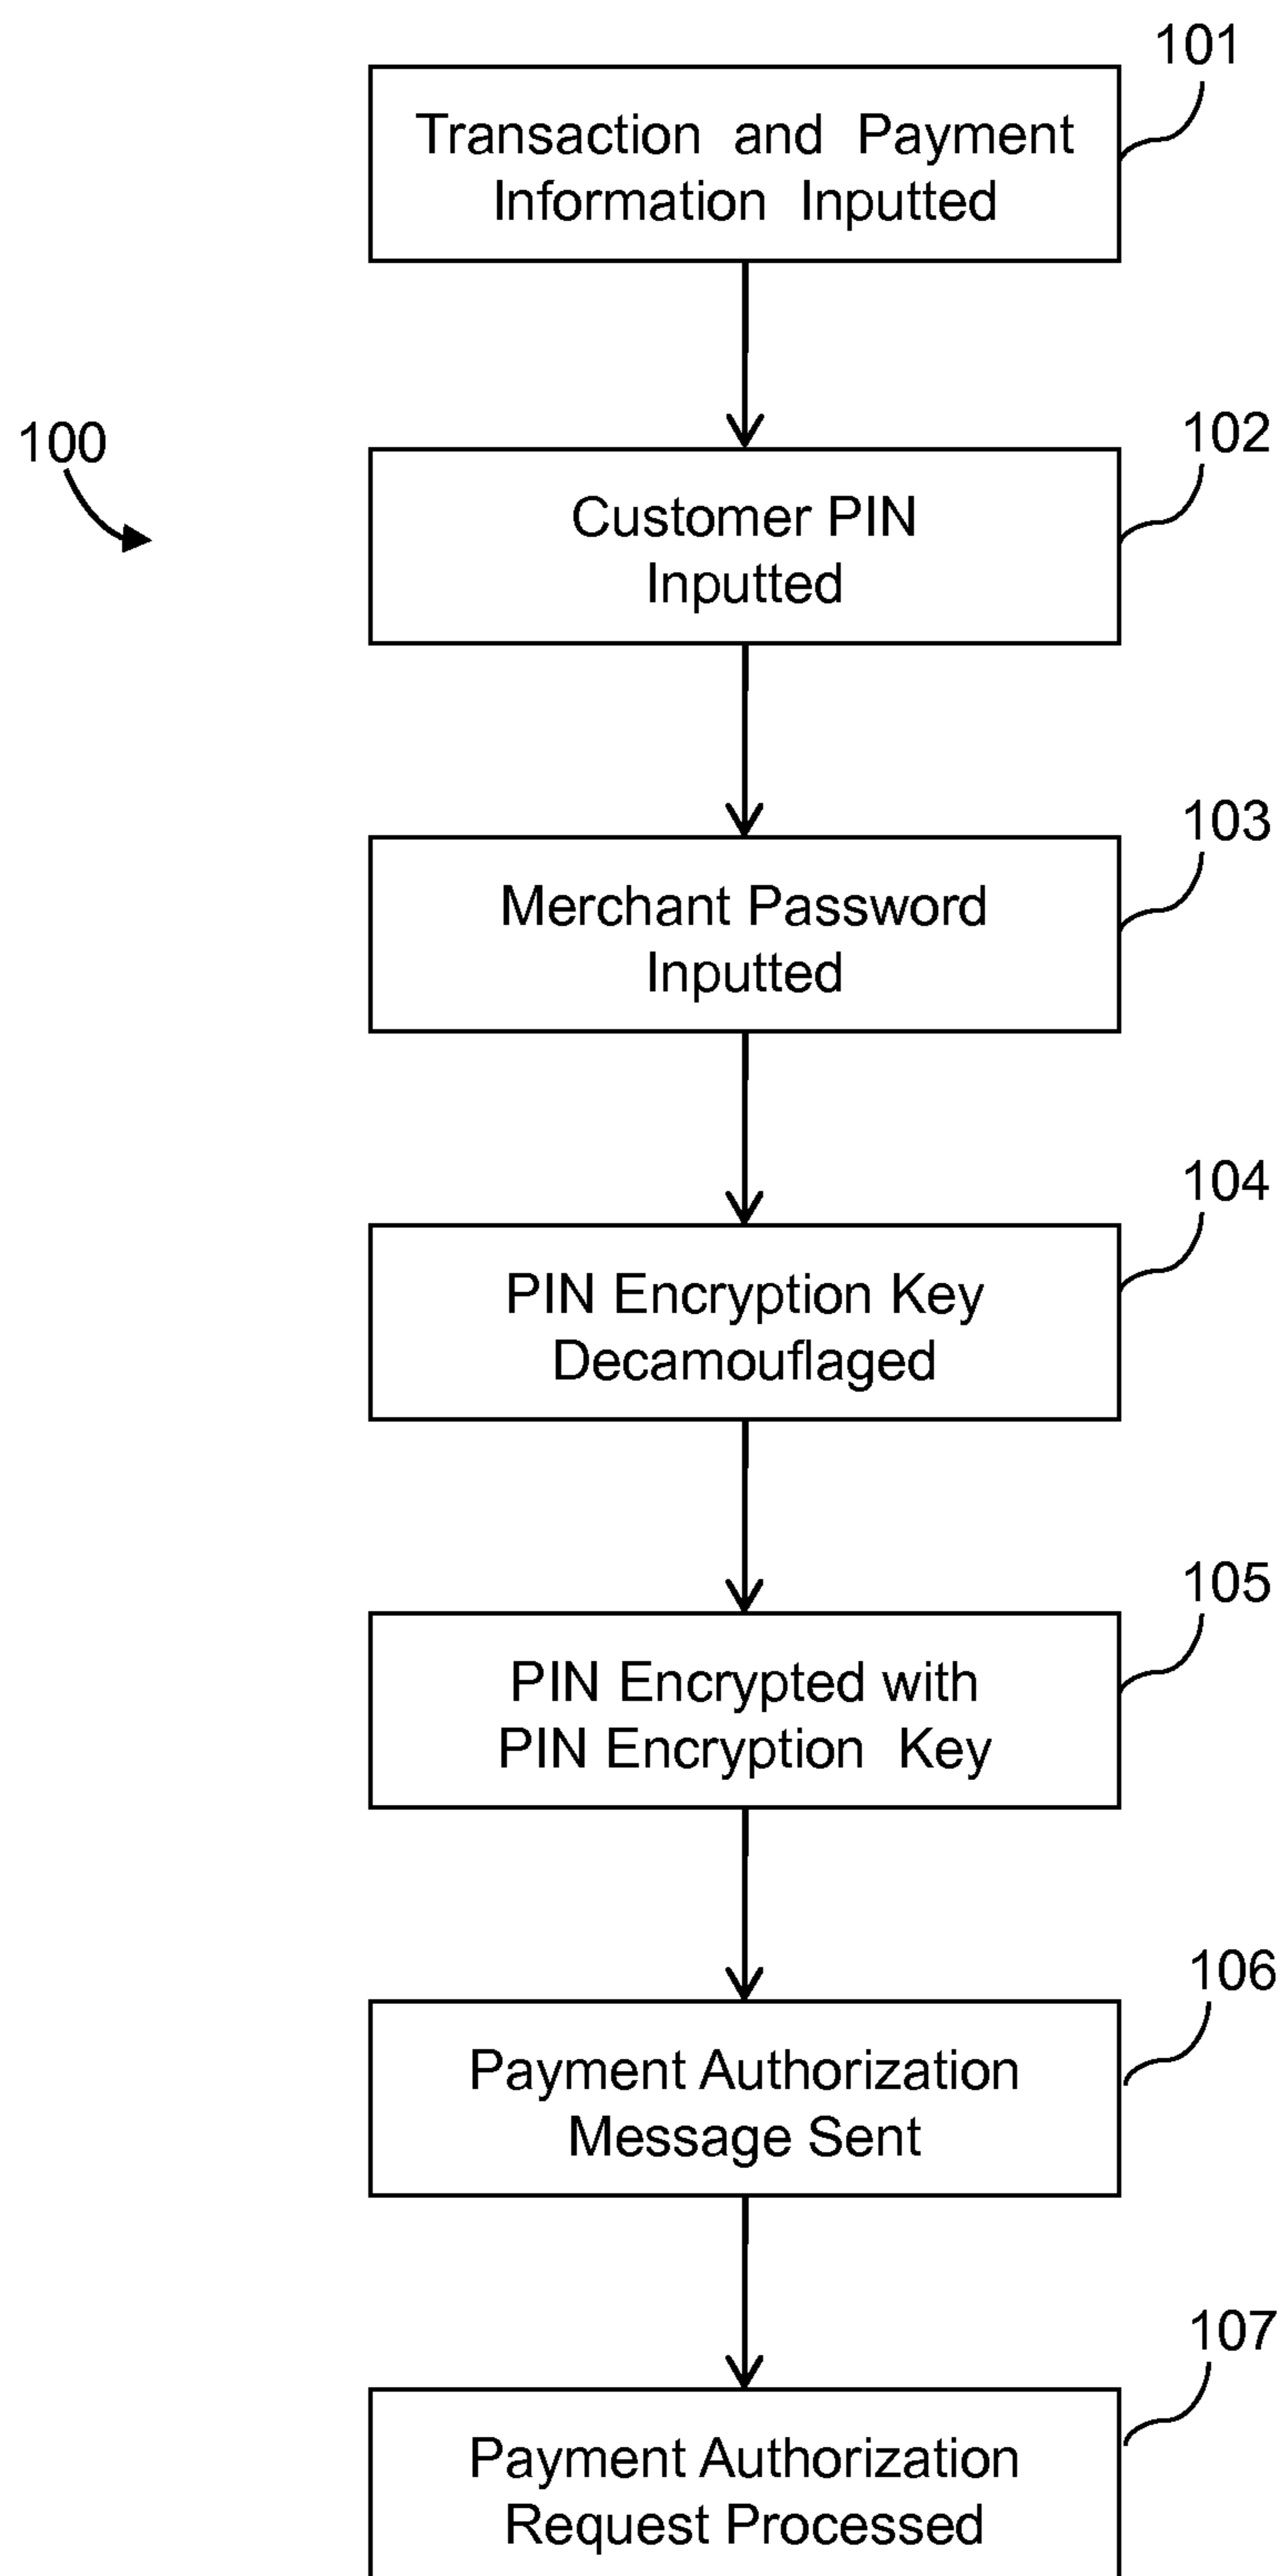 101
Transaction and Payment
Information Inputted
100
102
Customer PIN
Inputted
103
Merchant Password
Inputted
104
PIN Encryption Key
Decamouflaged
105
PIN Encrypted with
PIN Encryption Key
106
Payment Authorization
Message Sent
107
Payment Authorization
Request Processed